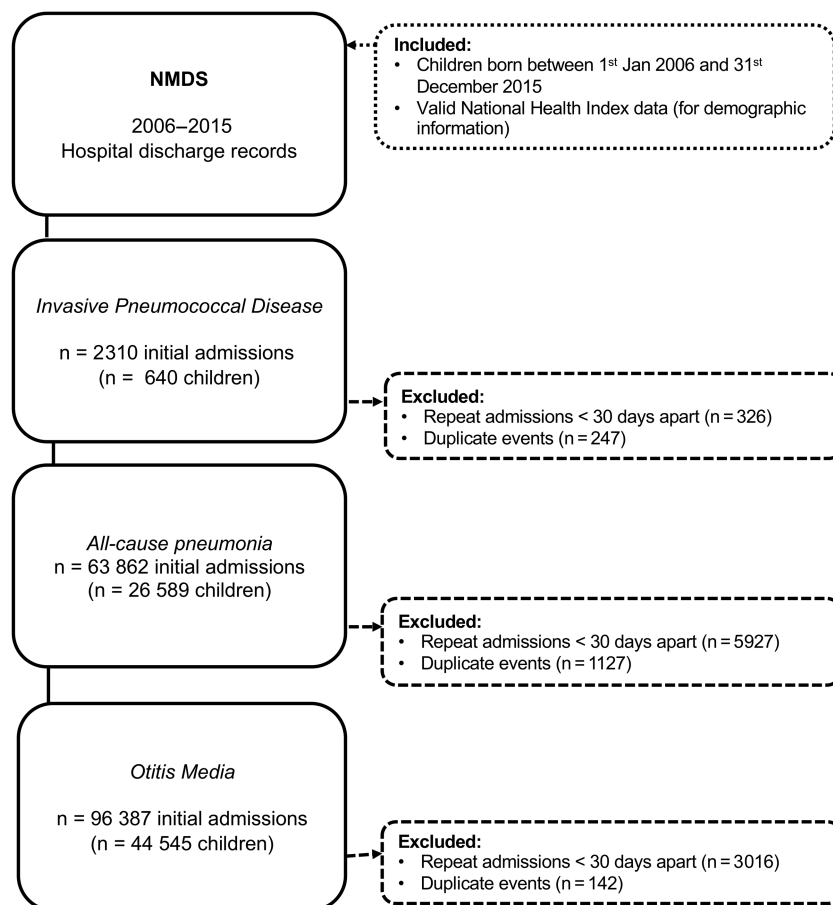 NMDS
2006–2015
Hospital discharge records
Included:
• Children born between 1st Jan 2006 and 31st
December 2015
• Valid National Health Index data (for demographic
information)
Invasive Pneumococcal Disease
n = 2310 initial admissions
(n = 640 children)
Excluded:
• Repeat admissions < 30 days apart (n = 326)
• Duplicate events (n = 247)
All-cause pneumonia
n = 63 862 initial admissions
(n = 26 589 children)
Excluded:
• Repeat admissions < 30 days apart (n = 5927)
• Duplicate events (n = 1127)
Otitis Media
n = 96 387 initial admissions
(n = 44 545 children)
Excluded:
• Repeat admissions < 30 days apart (n = 3016)
• Duplicate events (n = 142)